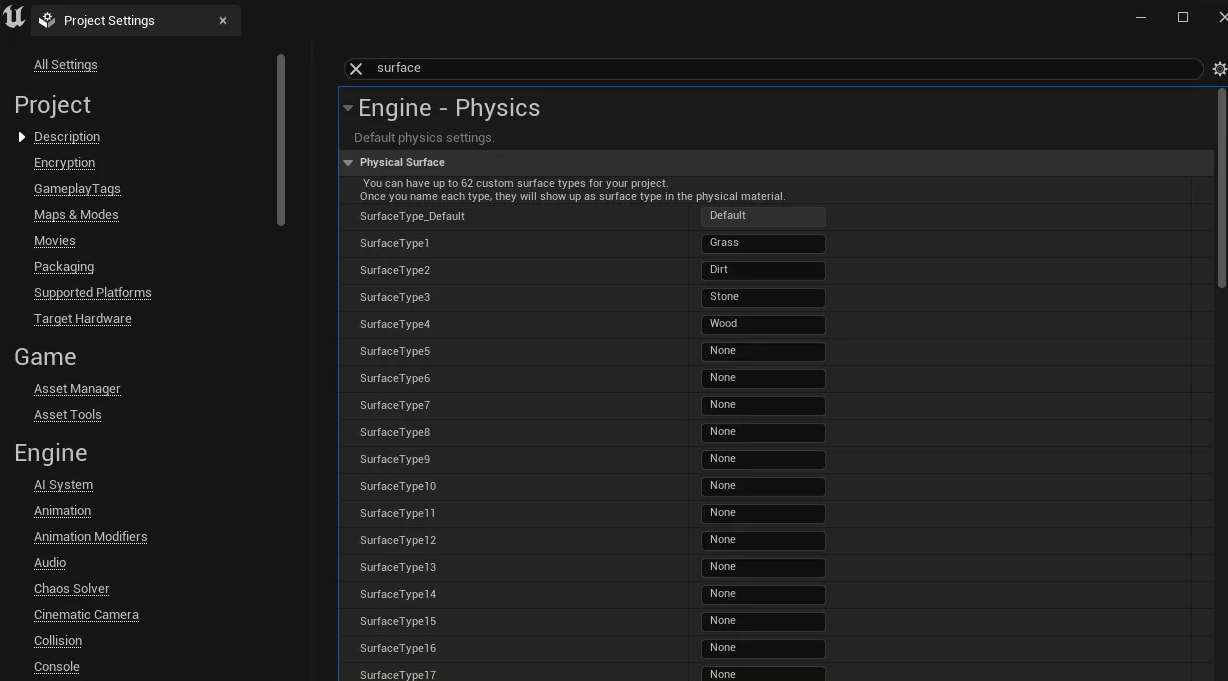 Project Settings
All Settings
Project
Description
Encryption
GameplayTags
Maps & Modes
Movies
Packaging
Supported Platforms
Target Hardware
Game
Asset Manager
Asset Tools
Engine
AI System
Animation
Animation Modifiers
Audio
Chaos Solver
Cinematic Camera
Collision
Console
surface
Engine - Physics
Default physics settings.
Physical Surface
You can have up to 62 custom surface types for your project.
Once you name each type, they will show up as surface type in the physical material.
SurfaceType_Default Default
SurfaceType1 Grass
SurfaceType2 Dirt
SurfaceType3 Stone
SurfaceType4 Wood
SurfaceType5 None
SurfaceType6 None
SurfaceType7 None
SurfaceType8 None
SurfaceType9 None
SurfaceType10 None
SurfaceType11 None
SurfaceType12 None
SurfaceType13 None
SurfaceType14 None
SurfaceType15 None
SurfaceType16 None
SurfaceType17 None